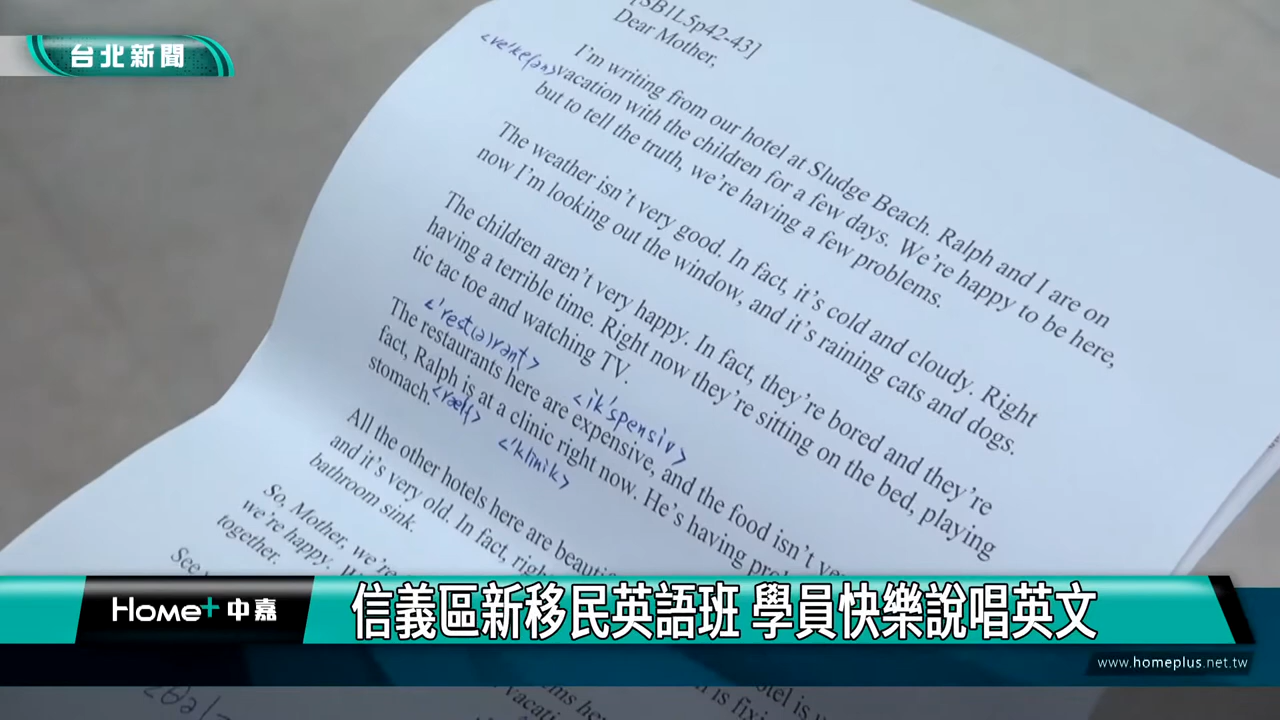 台北新聞
[SB1L5p42-43]
Dear Mother,
I'm writing from our hotel at Sludge Beach. Ralph and I are on
vacation with the children for a few days. We're happy to be here,
but to tell the truth, we're having a few problems.
The weather isn't very good. In fact, it's cold and cloudy. Right
now I'm looking out the window, and it's raining cats and dogs.
The children aren't very happy. In fact, they're bored and they're
having a terrible time. Right now they're sitting on the bed, playing
tic tac toe and watching TV.
<'rest(ə)rənt>
<ik'spensiv>
The restaurants here are expensive, and the food isn't
fact, Ralph is at a clinic right now. He's having
stomach.
<'klinik>
All the other hotels here are
and it's very old. In fact,
bathroom sink.
So, Mother, we're
we're happy.
together.
See
Home+ 中嘉
信義區新移民英語班 學員快樂說唱英文
www.homeplus.net.tw